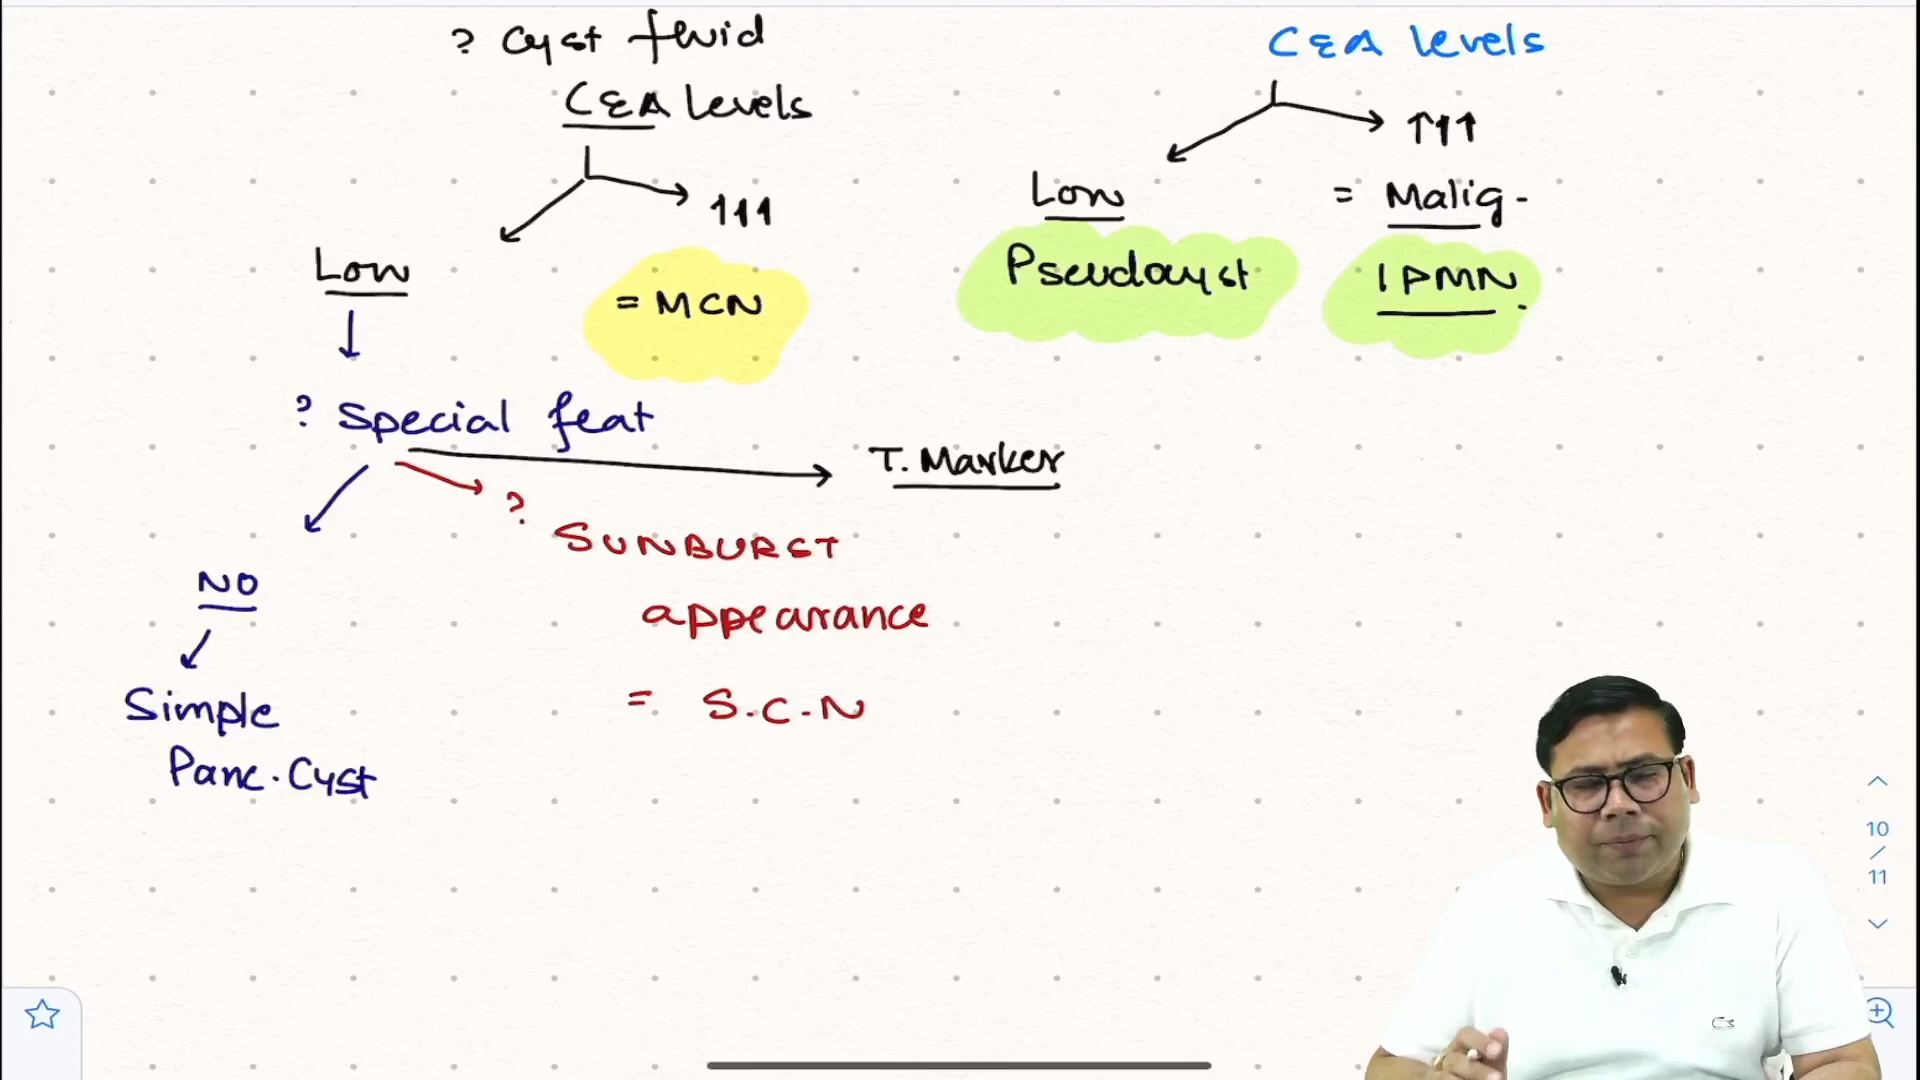 ? Cyst fluid
CEA levels
Low
↑↑↑
= MCN
? Special feat
NO
Simple
Panc. Cyst
?
SUNBURST
appearance
= S.C.N
T. Marker
CEA levels
Low
Pseudocyst
↑↑↑
= Malig-
IPMN.
10
/
11